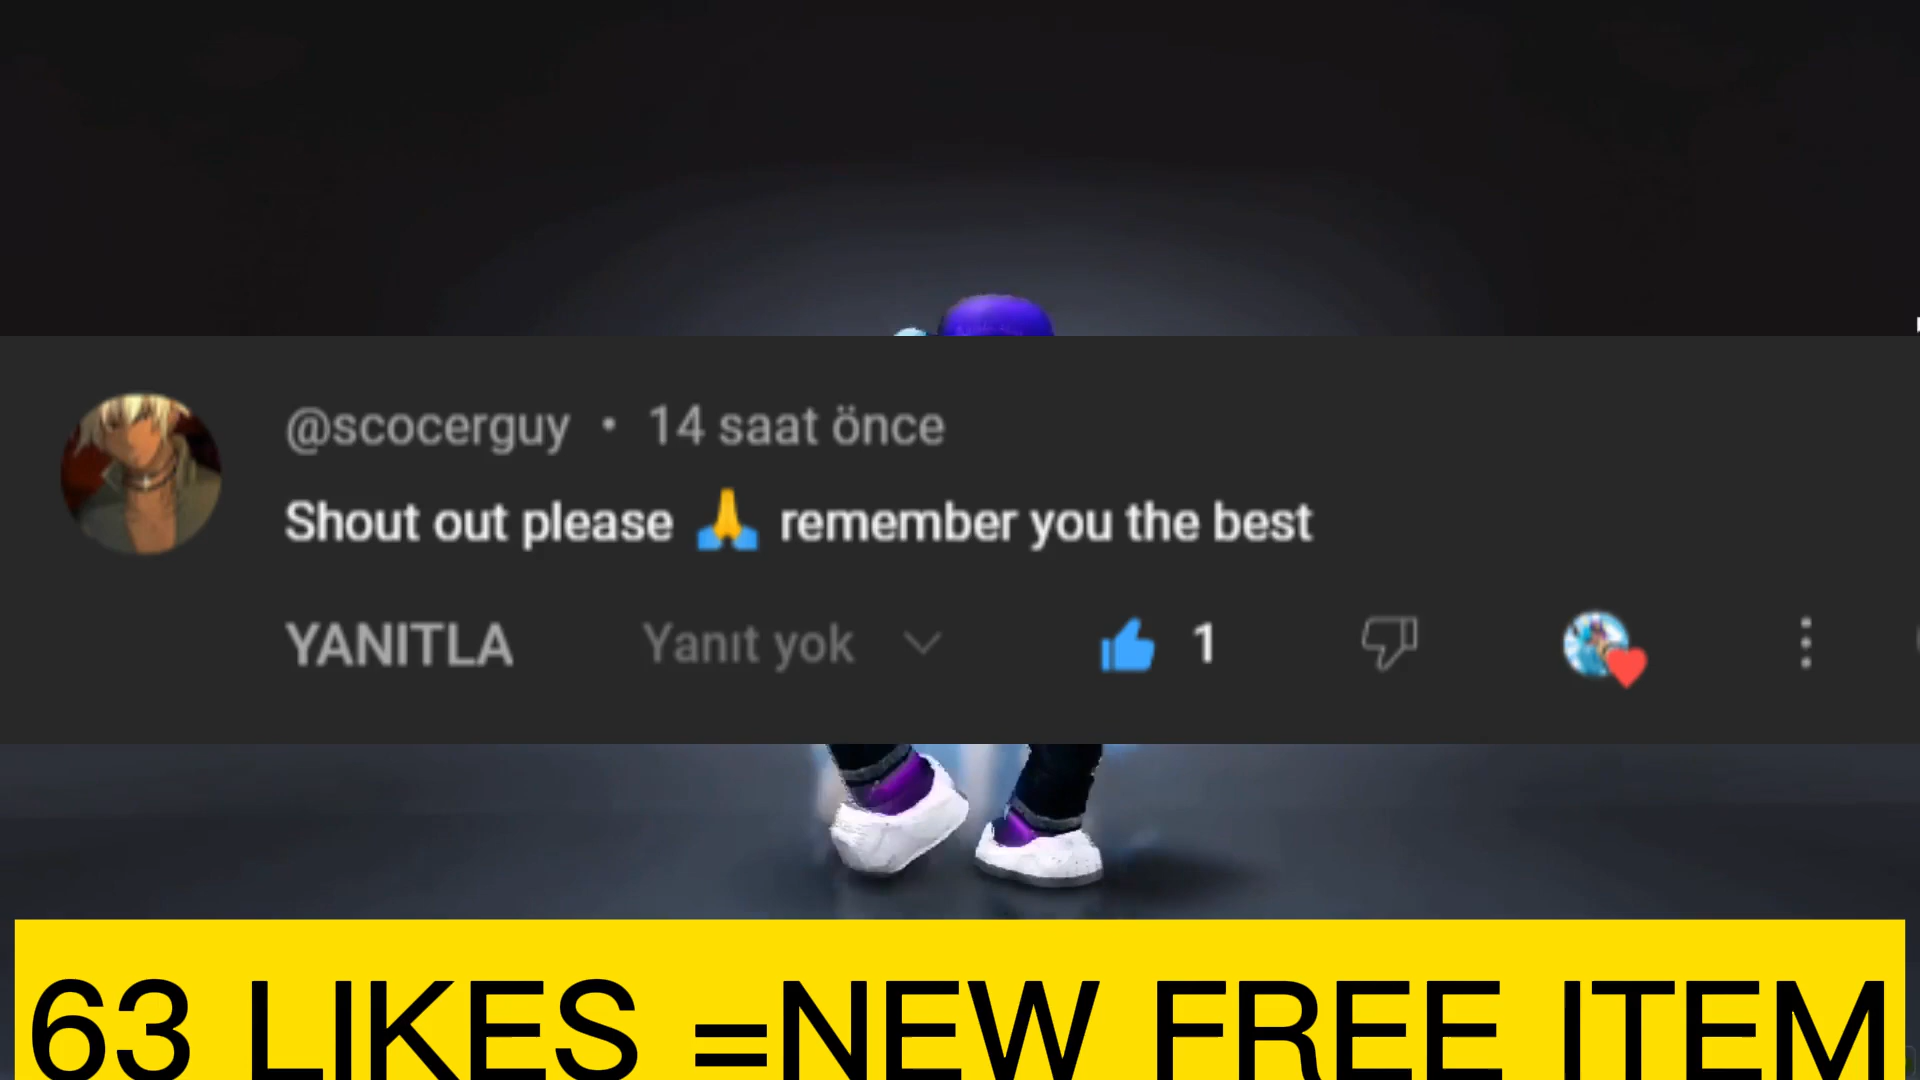 @scocerguy • 14 saat önce
Shout out please 🙏 remember you the best
YANITLA Yanıt yok 1
63 LIKES =NEW FREE ITEM